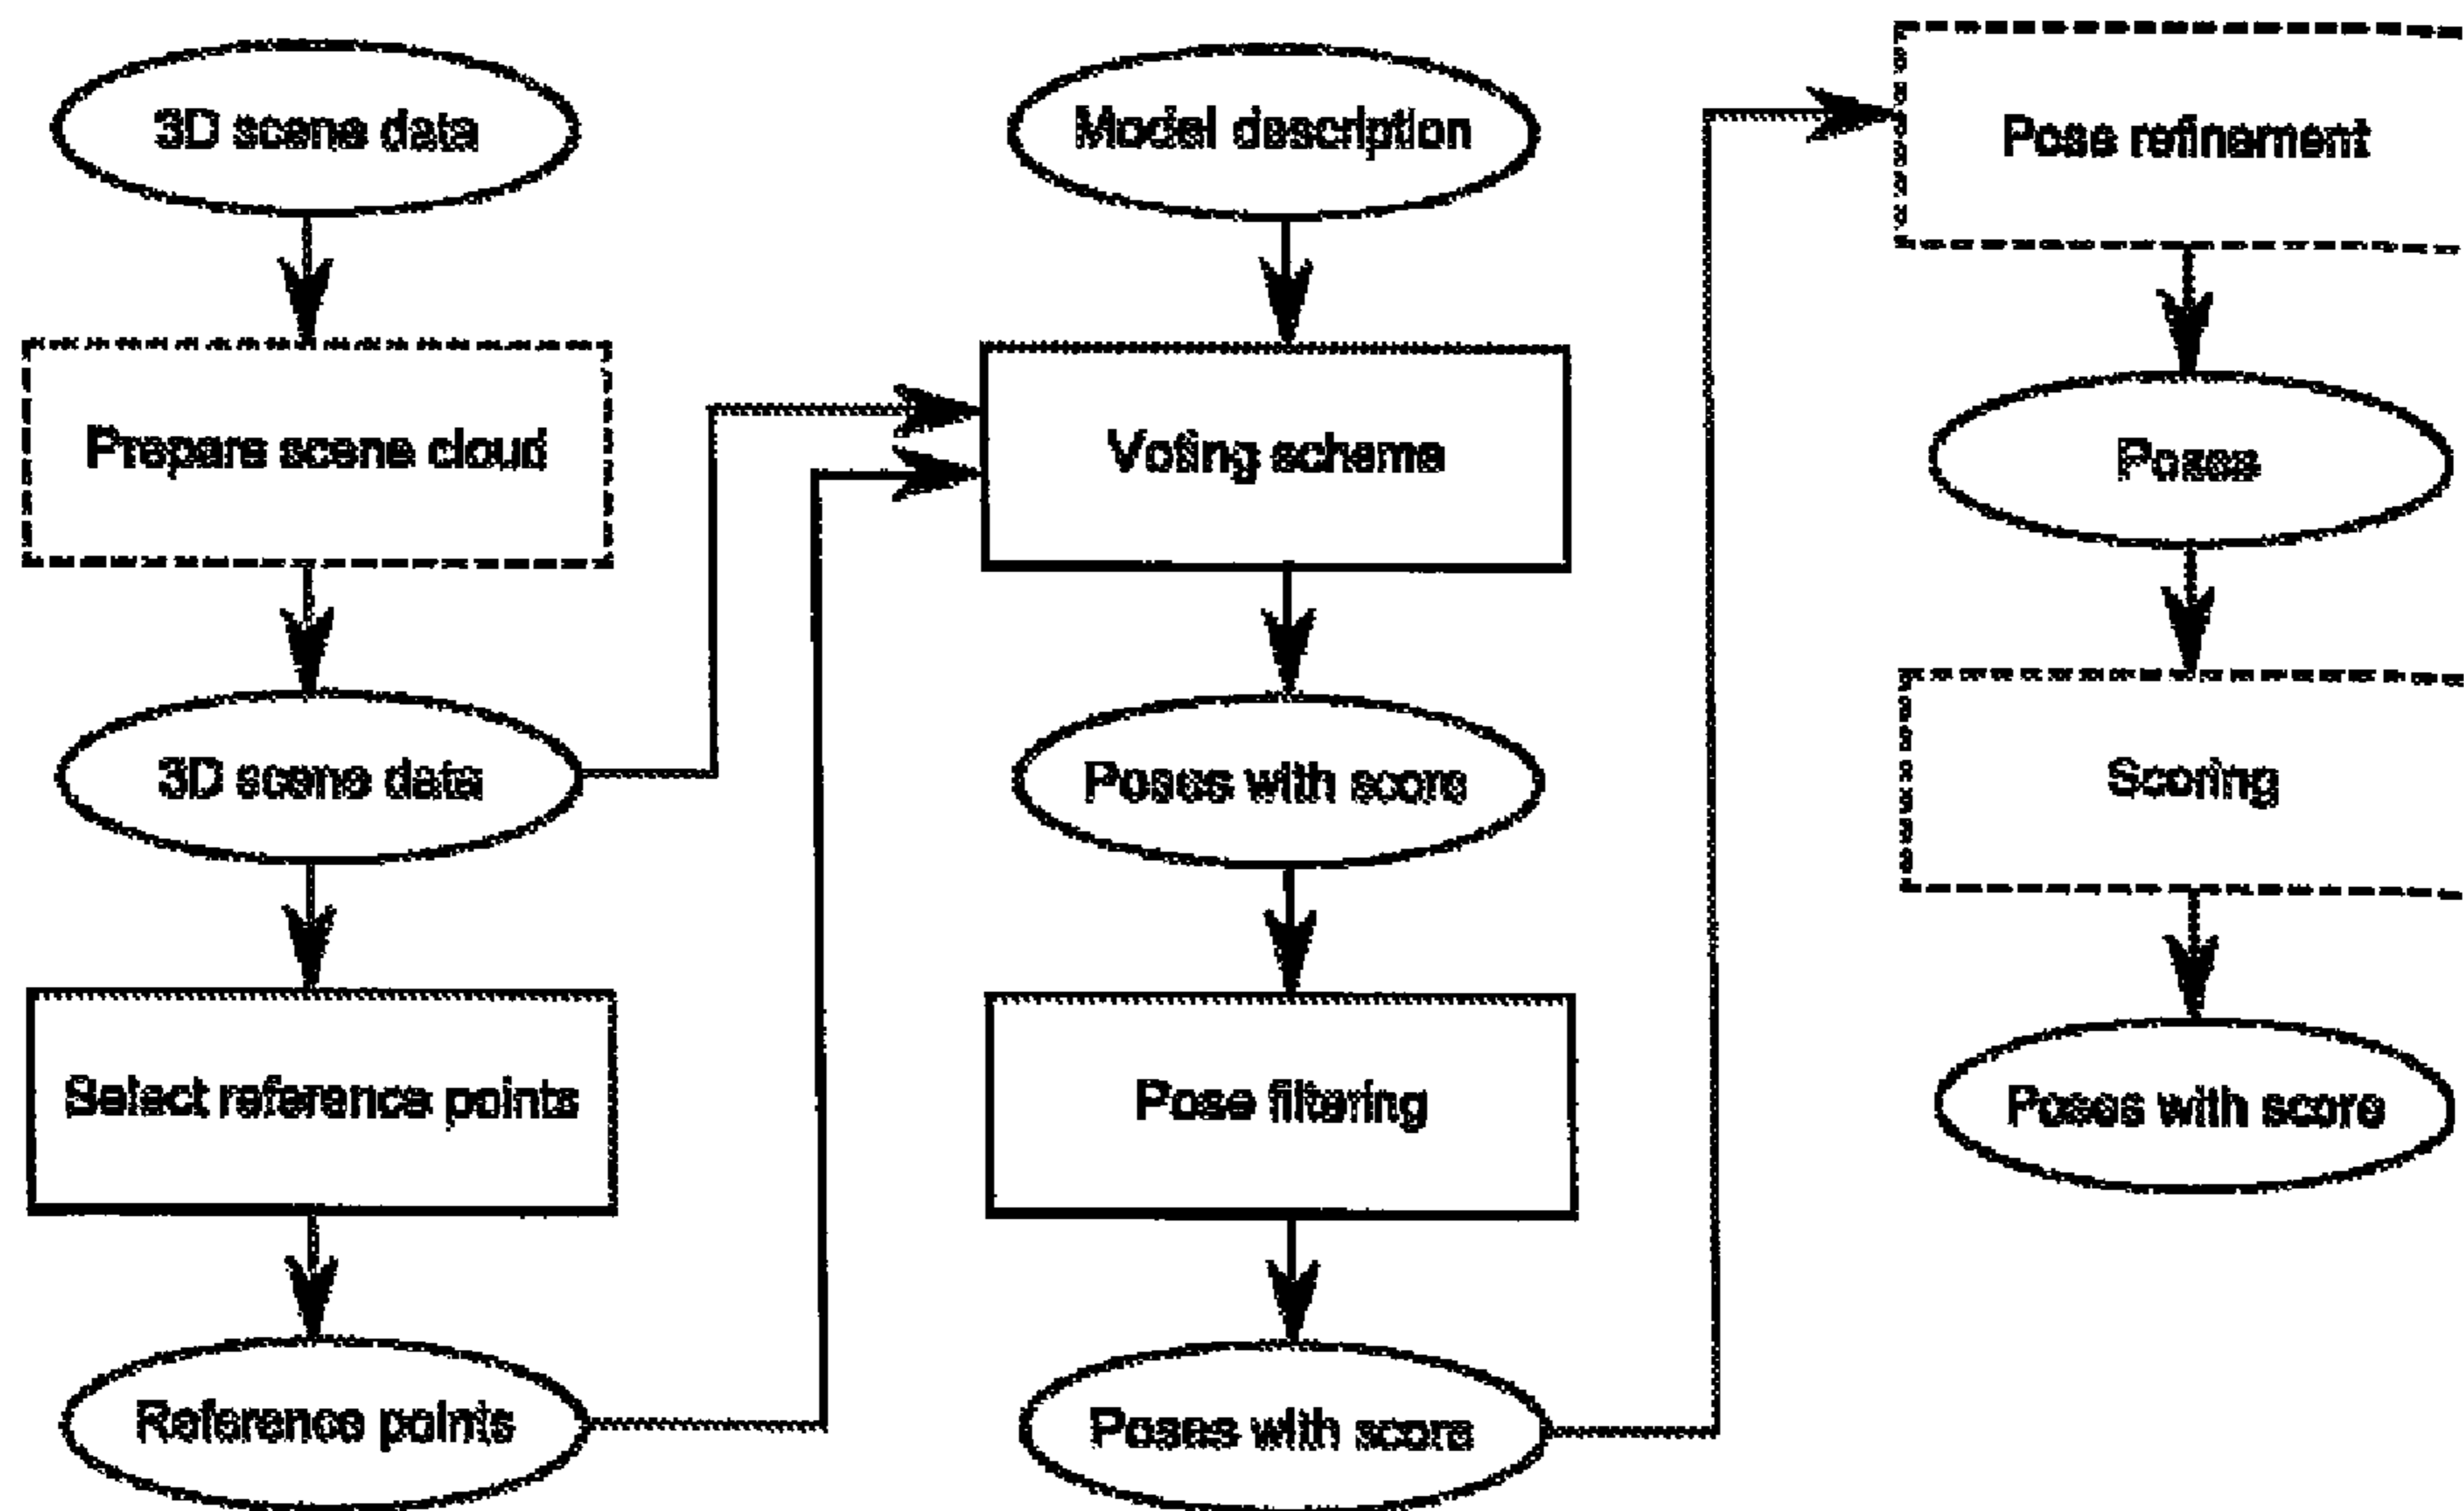 3D scene data
Prepare scene cloud
3D scene data
Select reference points
Reference points
Model description
Voting scheme
Poses with score
Pose filtering
Poses with score
Pose refinement
Poses
Scoring
Poses with score